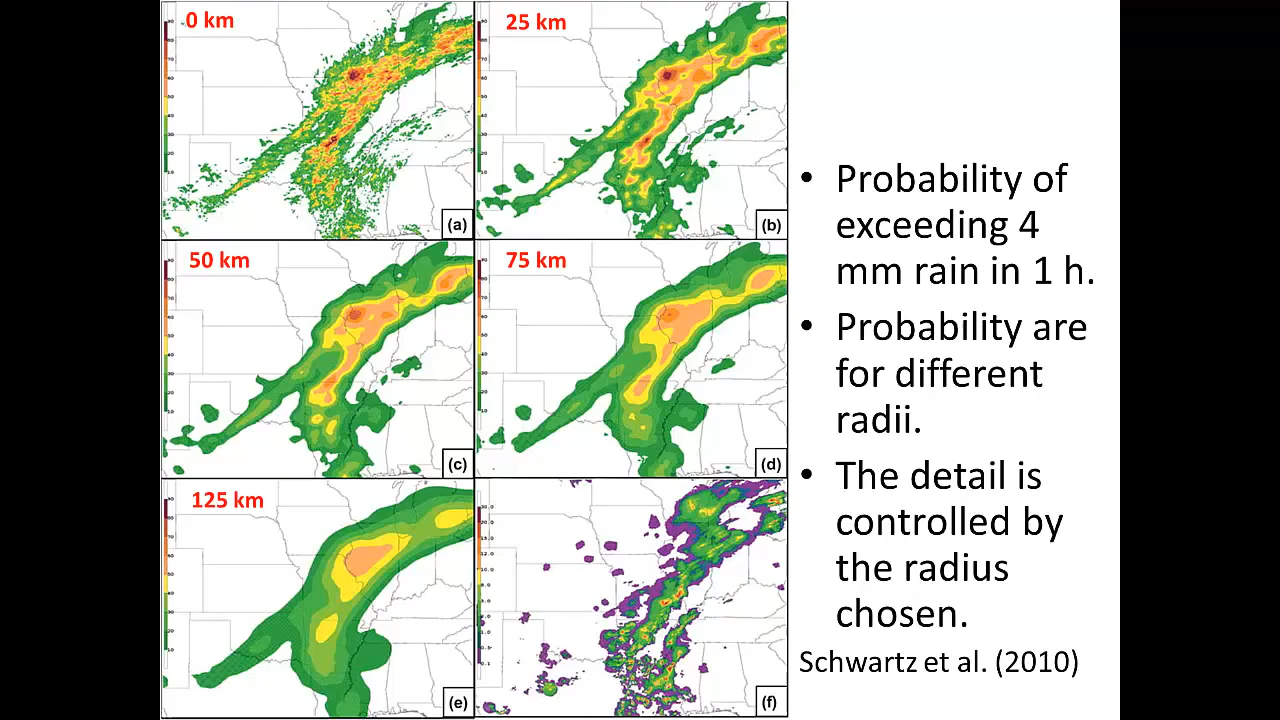 0 km
25 km
(a)
(b)
50 km
75 km
(c)
(d)
125 km
(e)
(f)
• Probability of
exceeding 4
mm rain in 1 h.
• Probability are
for different
radii.
• The detail is
controlled by
the radius
chosen.
Schwartz et al. (2010)